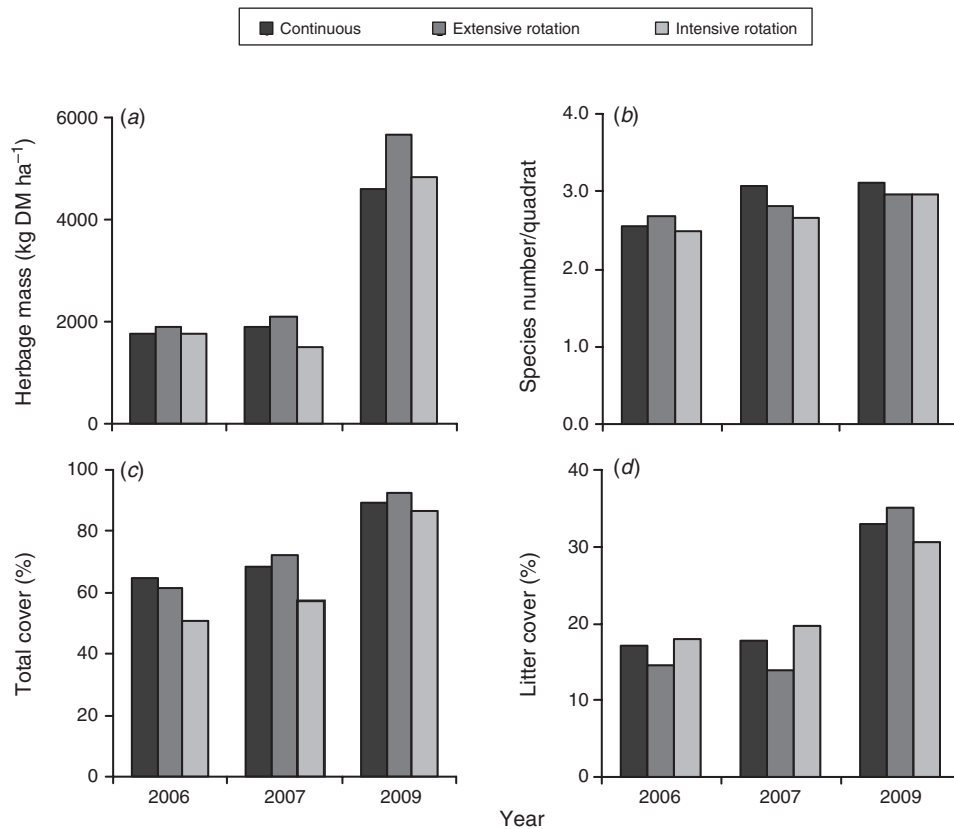 Continuous Extensive rotation Intensive rotation
(a)
Herbage mass (kg DM ha⁻¹)
6000
4000
2000
0
(b)
Species number/quadrat
4.0
3.0
2.0
1.0
0.0
(c)
Total cover (%)
100
80
60
40
20
0
2006 2007 2009
(d)
Litter cover (%)
40
30
20
10
0
2006 2007 2009
Year